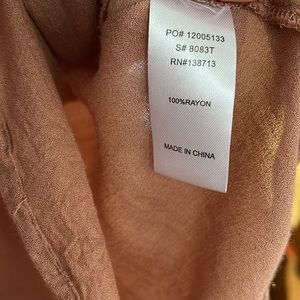 PO# 12005133
S# 8083T
RN#138713
100%RAYON
MADE IN CHINA